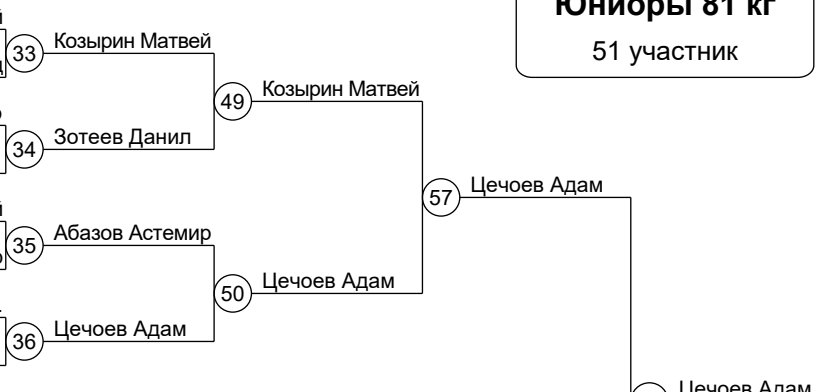 Юниоры 81 кг
51 участник
33 Козырин Матвей
49 Козырин Матвей
34 Зотеев Данил
57 Цечоев Адам
35 Абазов Астемир
50 Цечоев Адам
36 Цечоев Адам
Цечоев Адам